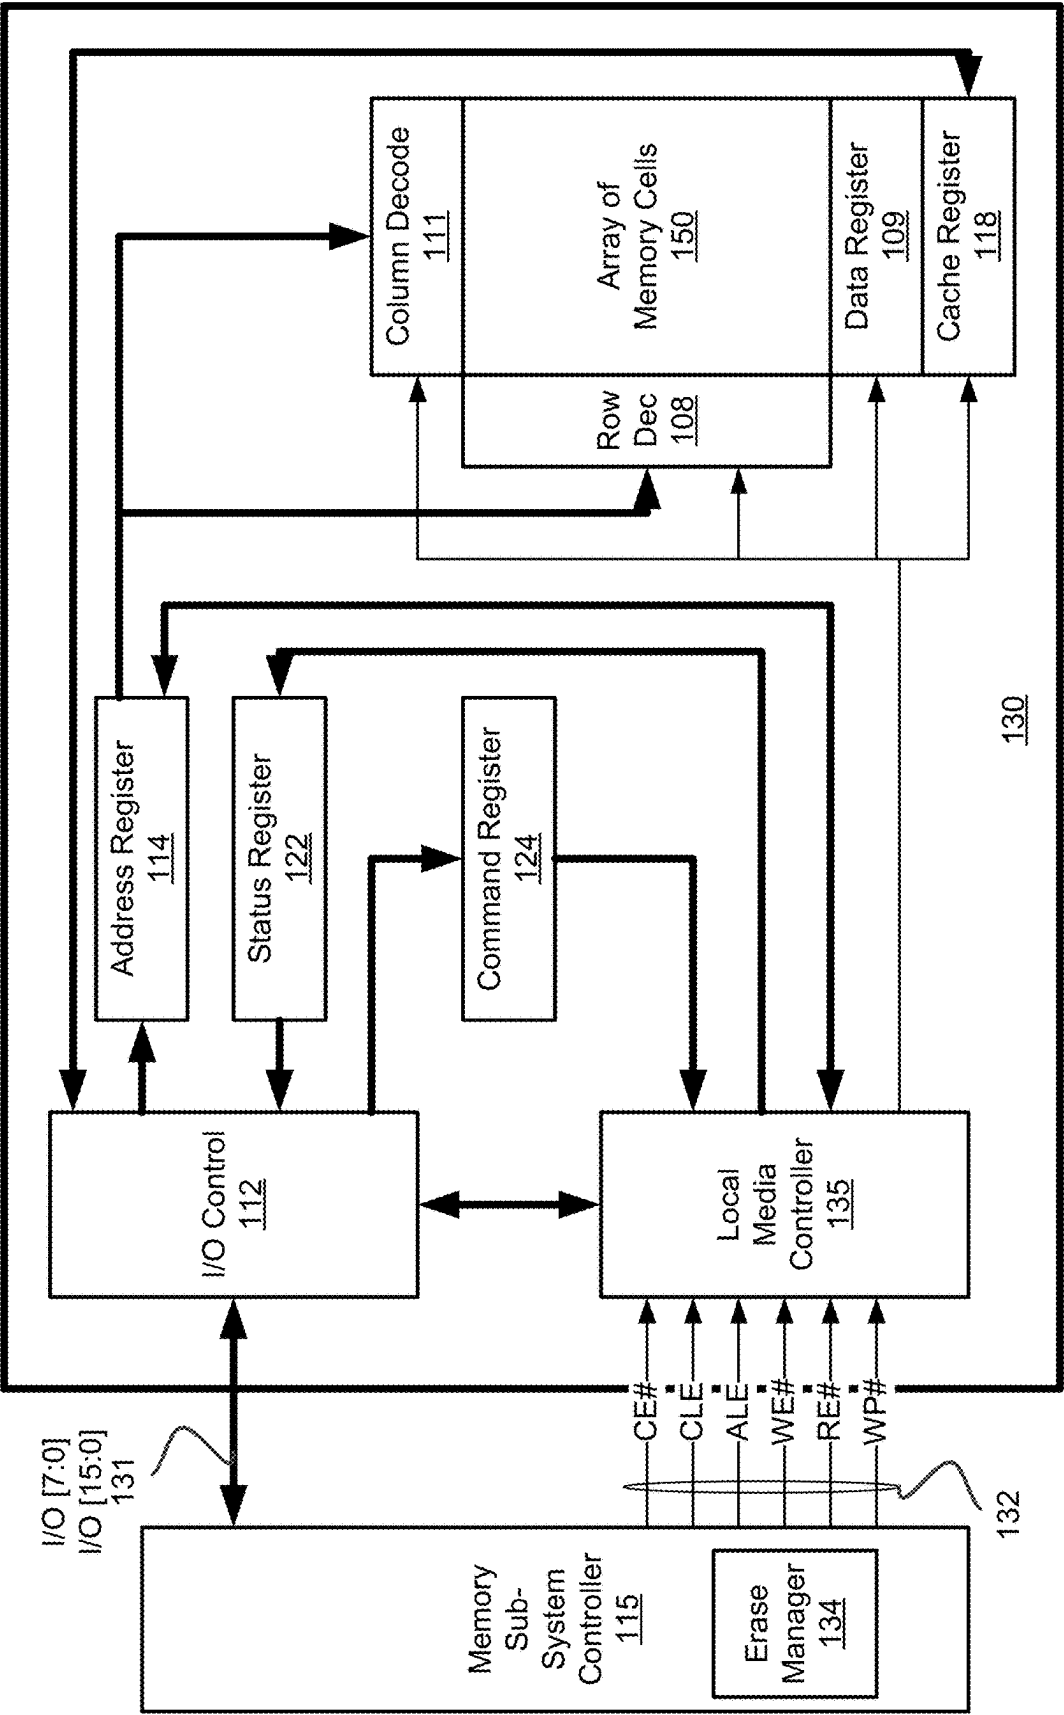 Memory
Sub-
System
Controller
115
Erase
Manager
134
I/O [7:0]
I/O [15:0]
131
CE#
CLE
ALE
WE#
RE#
WP#
132
I/O Control
112
Local
Media
Controller
135
Address Register
114
Status Register
122
Command Register
124
Column Decode
111
Array of
Memory Cells
150
Row
Dec
108
Data Register
109
Cache Register
118
130